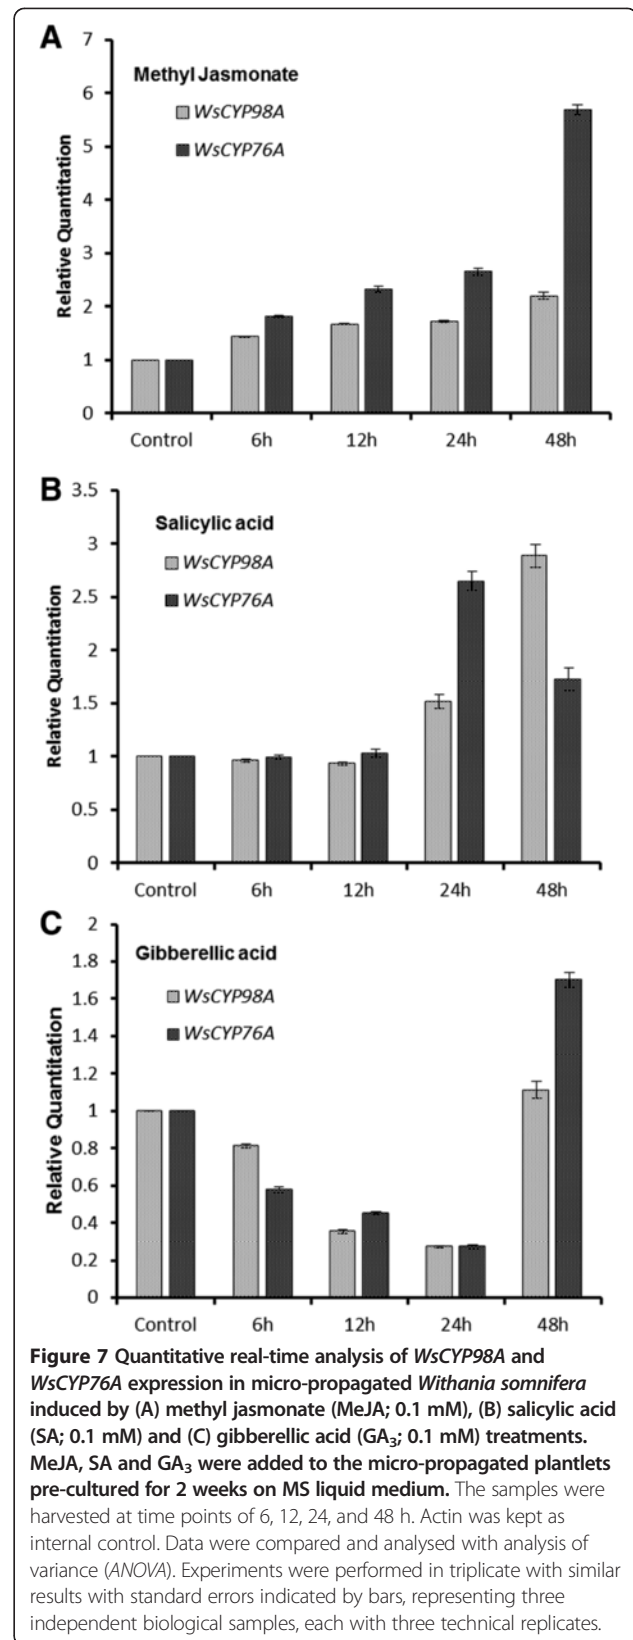 A
7
Methyl Jasmonate
6
WsCYP98A
5
WsCYP76A
4
3
2
1
0
Relative Quantitation
Control 6h 12h 24h 48h
B
3.5
Salicylic acid
3
WsCYP98A
2.5
WsCYP76A
2
1.5
1
0.5
0
Relative Quantitation
Control 6h 12h 24h 48h
C
2
Gibberellic acid
1.8
WsCYP98A
1.6
WsCYP76A
1.4
1.2
1
0.8
0.6
0.4
0.2
0
Relative Quantitation
Control 6h 12h 24h 48h
Figure 7 Quantitative real-time analysis of WsCYP98A and
WsCYP76A expression in micro-propagated Withania somnifera
induced by (A) methyl jasmonate (MeJA; 0.1 mM), (B) salicylic acid
(SA; 0.1 mM) and (C) gibberellic acid (GA₃; 0.1 mM) treatments.
MeJA, SA and GA₃ were added to the micro-propagated plantlets
pre-cultured for 2 weeks on MS liquid medium. The samples were
harvested at time points of 6, 12, 24, and 48 h. Actin was kept as
internal control. Data were compared and analysed with analysis of
variance (ANOVA). Experiments were performed in triplicate with similar
results with standard errors indicated by bars, representing three
independent biological samples, each with three technical replicates.